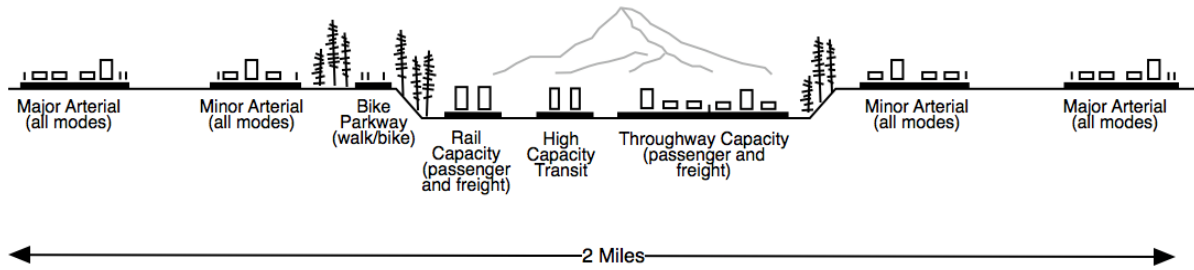 Major Arterial
(all modes)
Minor Arterial
(all modes)
Bike
Parkway
(walk/bike)
Rail
Capacity
(passenger
and freight)
High
Capacity
Transit
Throughway Capacity
(passenger and
freight)
Minor Arterial
(all modes)
Major Arterial
(all modes)
2 Miles